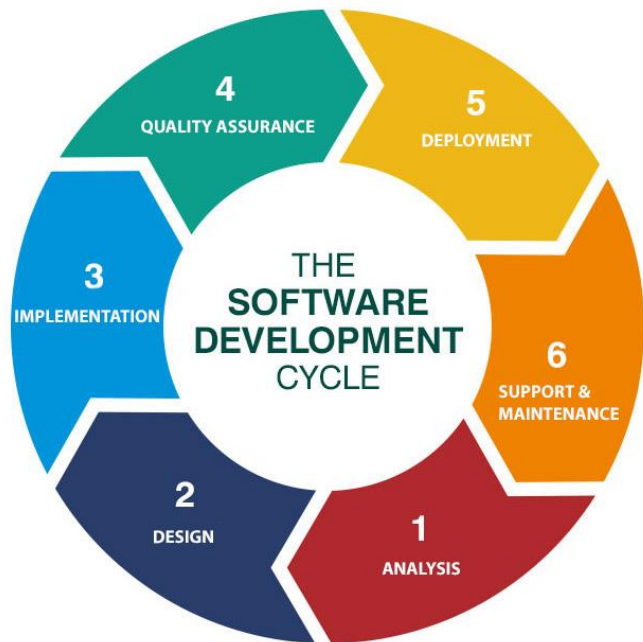 THE
SOFTWARE
DEVELOPMENT
CYCLE
1
ANALYSIS
2
DESIGN
3
IMPLEMENTATION
4
QUALITY ASSURANCE
5
DEPLOYMENT
6
SUPPORT &
MAINTENANCE